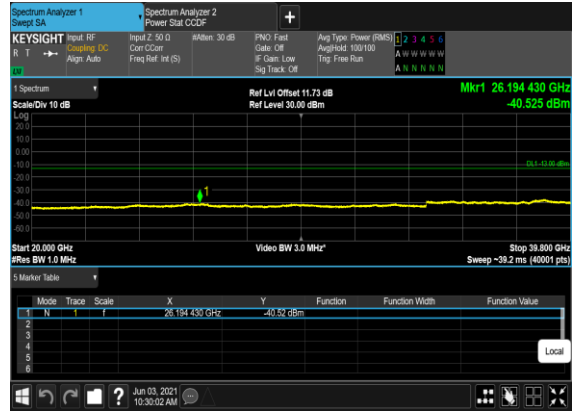 Spectrum Analyzer 1
Swept SA
Spectrum Analyzer 2
Power Stat CCDF
+
KEYSIGHT
R T
Input: RF
Coupling: DC
Align: Auto
Input Z: 50 Ω
Corr CCorr
Freq Ref: Int (S)
#Atten: 30 dB
PNO: Fast
Gate: Off
IF Gain: Low
Sig Track: Off
Avg Type: Power (RMS)
Avg|Hold: 100/100
Trig: Free Run
1 2 3 4 5 6
A W W W W W
A N N N N N
1 Spectrum
Scale/Div 10 dB
Ref Lvl Offset 11.73 dB
Ref Level 30.00 dBm
Mkr1 26.194 430 GHz
-40.525 dBm
Log
20.0
10.0
0.00
-10.0
DL1 -13.00 dBm
-20.0
-30.0
1
-40.0
-50.0
-60.0
Start 20.000 GHz
#Res BW 1.0 MHz
Video BW 3.0 MHz*
Stop 39.800 GHz
Sweep ~39.2 ms (40001 pts)
5 Marker Table
Mode Trace Scale X Y Function Function Width Function Value
1 N 1 f 26.194 430 GHz -40.52 dBm
2
3
4
5
6
Local
?
Jun 03, 2021
10:30:02 AM